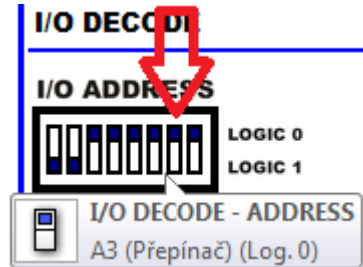 I/O DECODE
I/O ADDRESS
LOGIC 0
LOGIC 1
I/O DECODE - ADDRESS
A3 (Přepínač) (Log. 0)